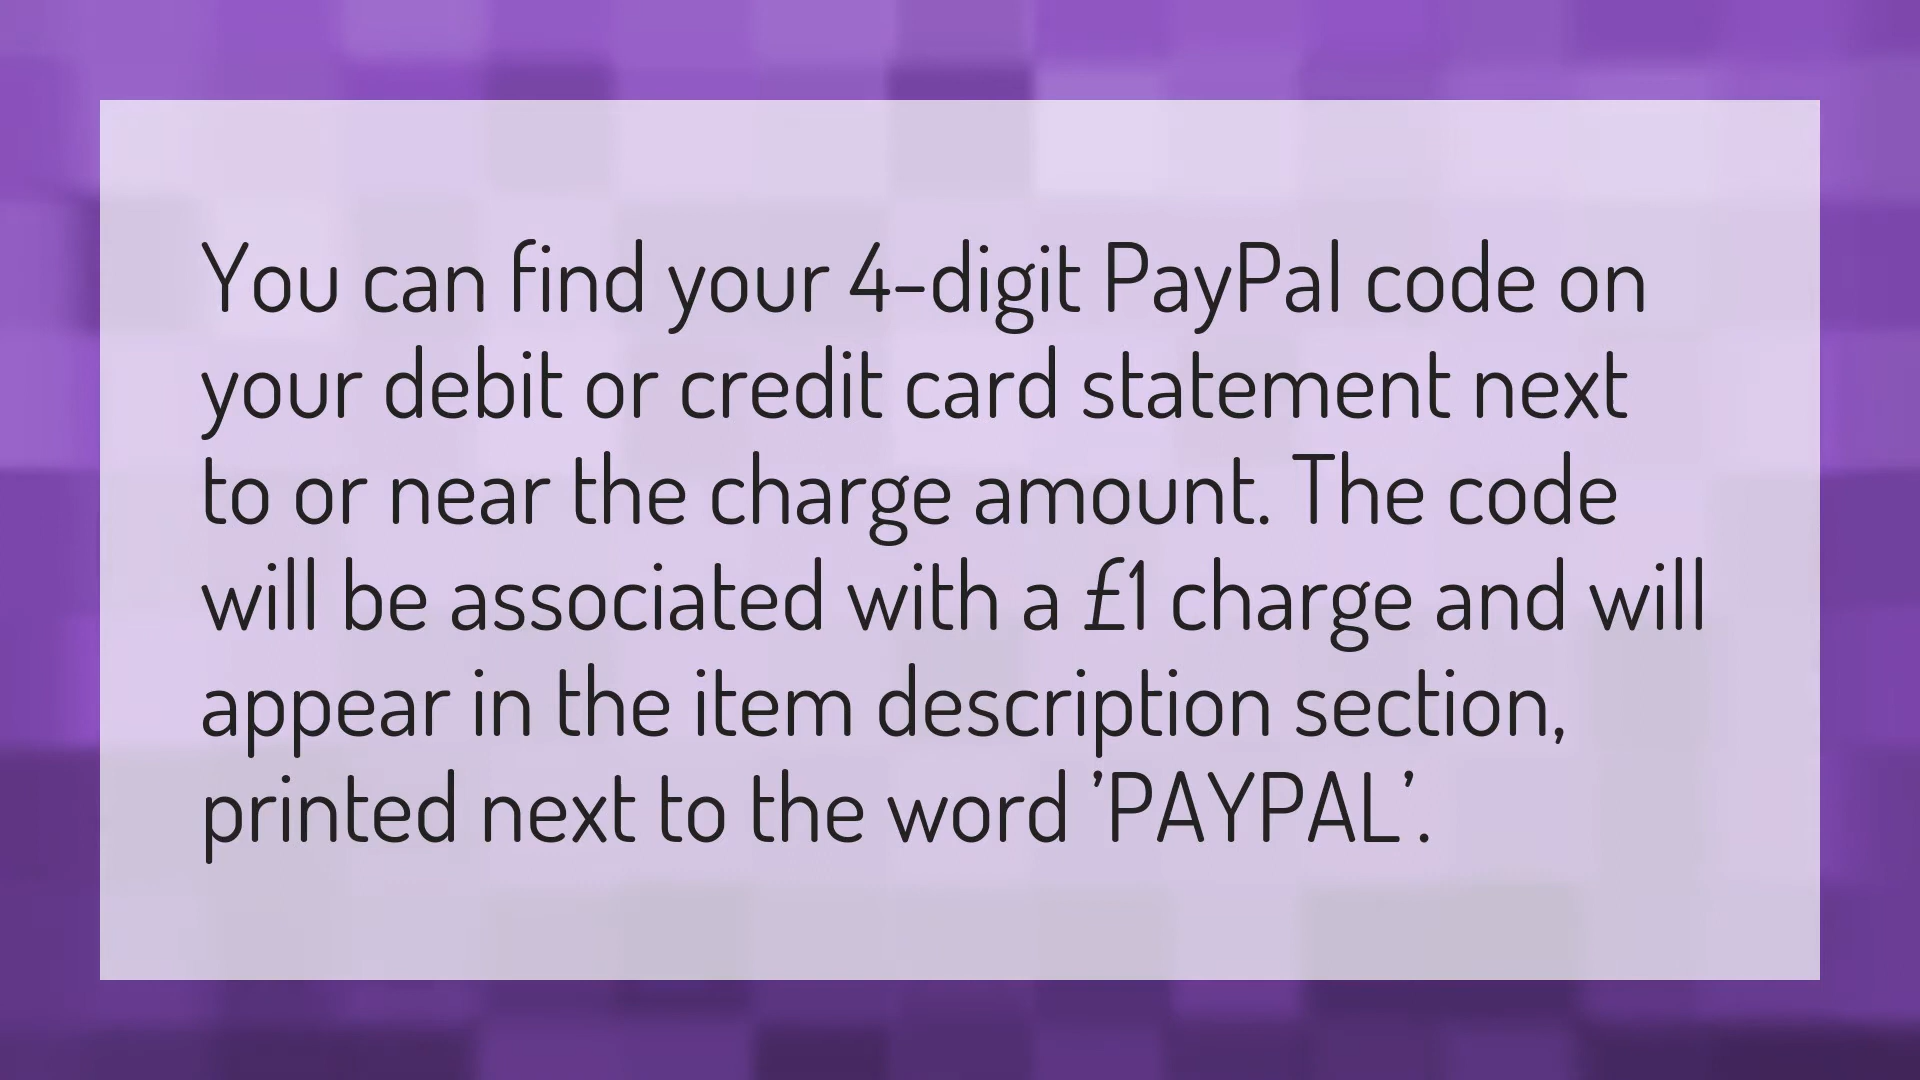 You can find your 4-digit PayPal code on
your debit or credit card statement next
to or near the charge amount. The code
will be associated with a £1 charge and will
appear in the item description section,
printed next to the word 'PAYPAL'.